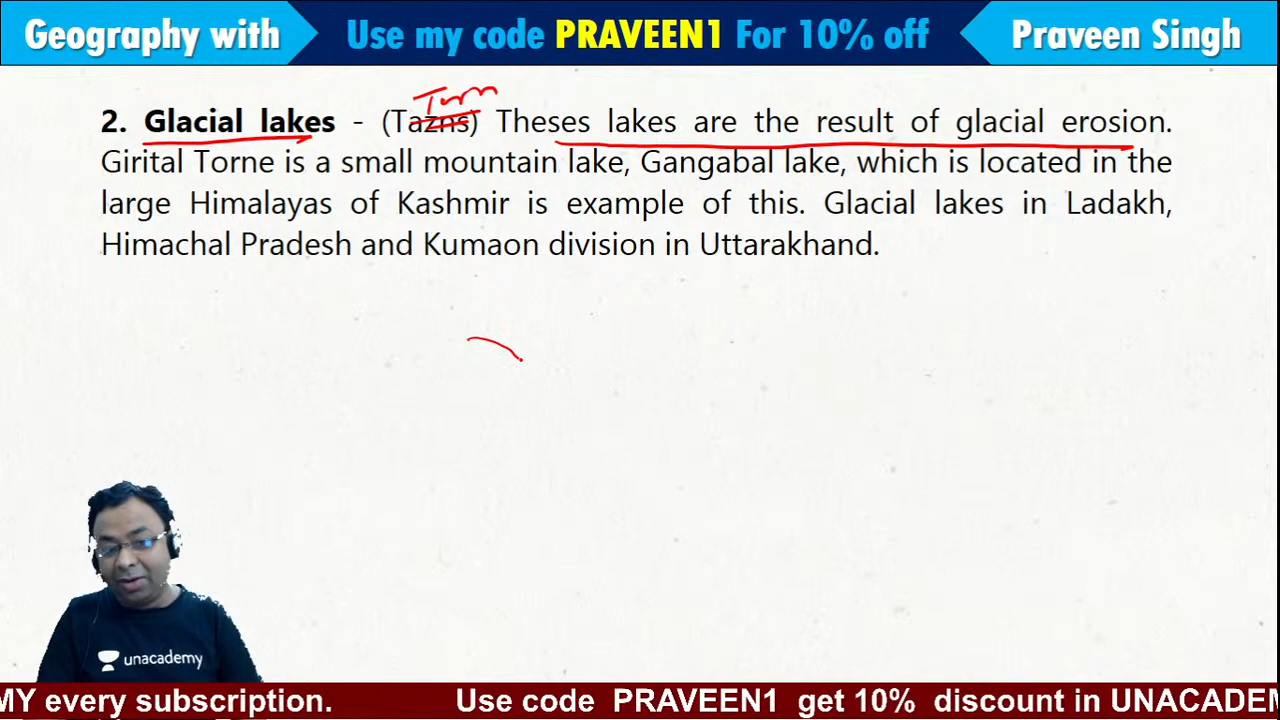 Geography with Use my code PRAVEEN1 For 10% off Praveen Singh
Tarn
2. Glacial lakes - (Tazns) Theses lakes are the result of glacial erosion.
Girital Torne is a small mountain lake, Gangabal lake, which is located in the
large Himalayas of Kashmir is example of this. Glacial lakes in Ladakh,
Himachal Pradesh and Kumaon division in Uttarakhand.
unacademy
MY every subscription. Use code PRAVEEN1 get 10% discount in UNACADEM